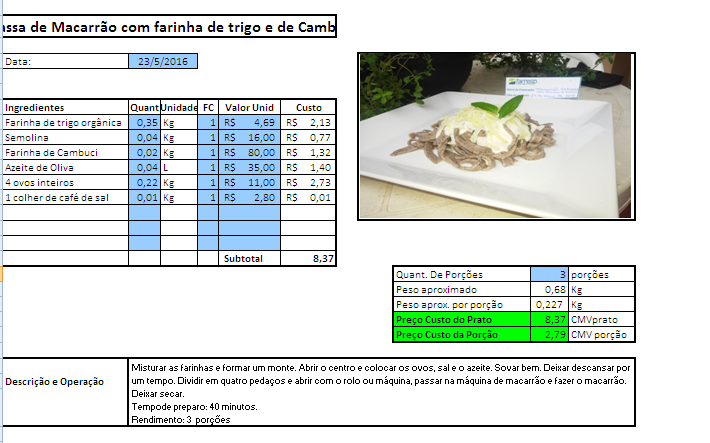 assa de Macarrão com farinha de trigo e de Camb
Data: 23/5/2016
Ingredientes Quant Unidade FC Valor Unid Custo
Farinha de trigo orgânica 0,35 Kg 1 R$ 4,69 R$ 2,13
Semolina 0,04 Kg 1 R$ 16,00 R$ 0,77
Farinha de Cambuci 0,02 Kg 1 R$ 80,00 R$ 1,32
Azeite de Oliva 0,04 L 1 R$ 35,00 R$ 1,40
4 ovos inteiros 0,22 Kg 1 R$ 11,00 R$ 2,73
1 colher de café de sal 0,01 Kg 1 R$ 2,80 R$ 0,01
Subtotal 8,37
Quant. De Porções 3 porções
Peso aproximado 0,68 Kg
Peso aprox. por porção 0,227 Kg
Preço Custo do Prato 8,37 CMVprato
Preço Custo da Porção 2,79 CMV porção
Descrição e Operação
Misturar as farinhas e formar um monte. Abrir o centro e colocar os ovos, sal e o azeite. Sovar bem. Deixar descansar por
um tempo. Dividir em quatro pedaços e abrir com o rolo ou máquina, passar na máquina de macarrão e fazer o macarrão.
Deixar secar.
Tempode preparo: 40 minutos.
Rendimento: 3 porções